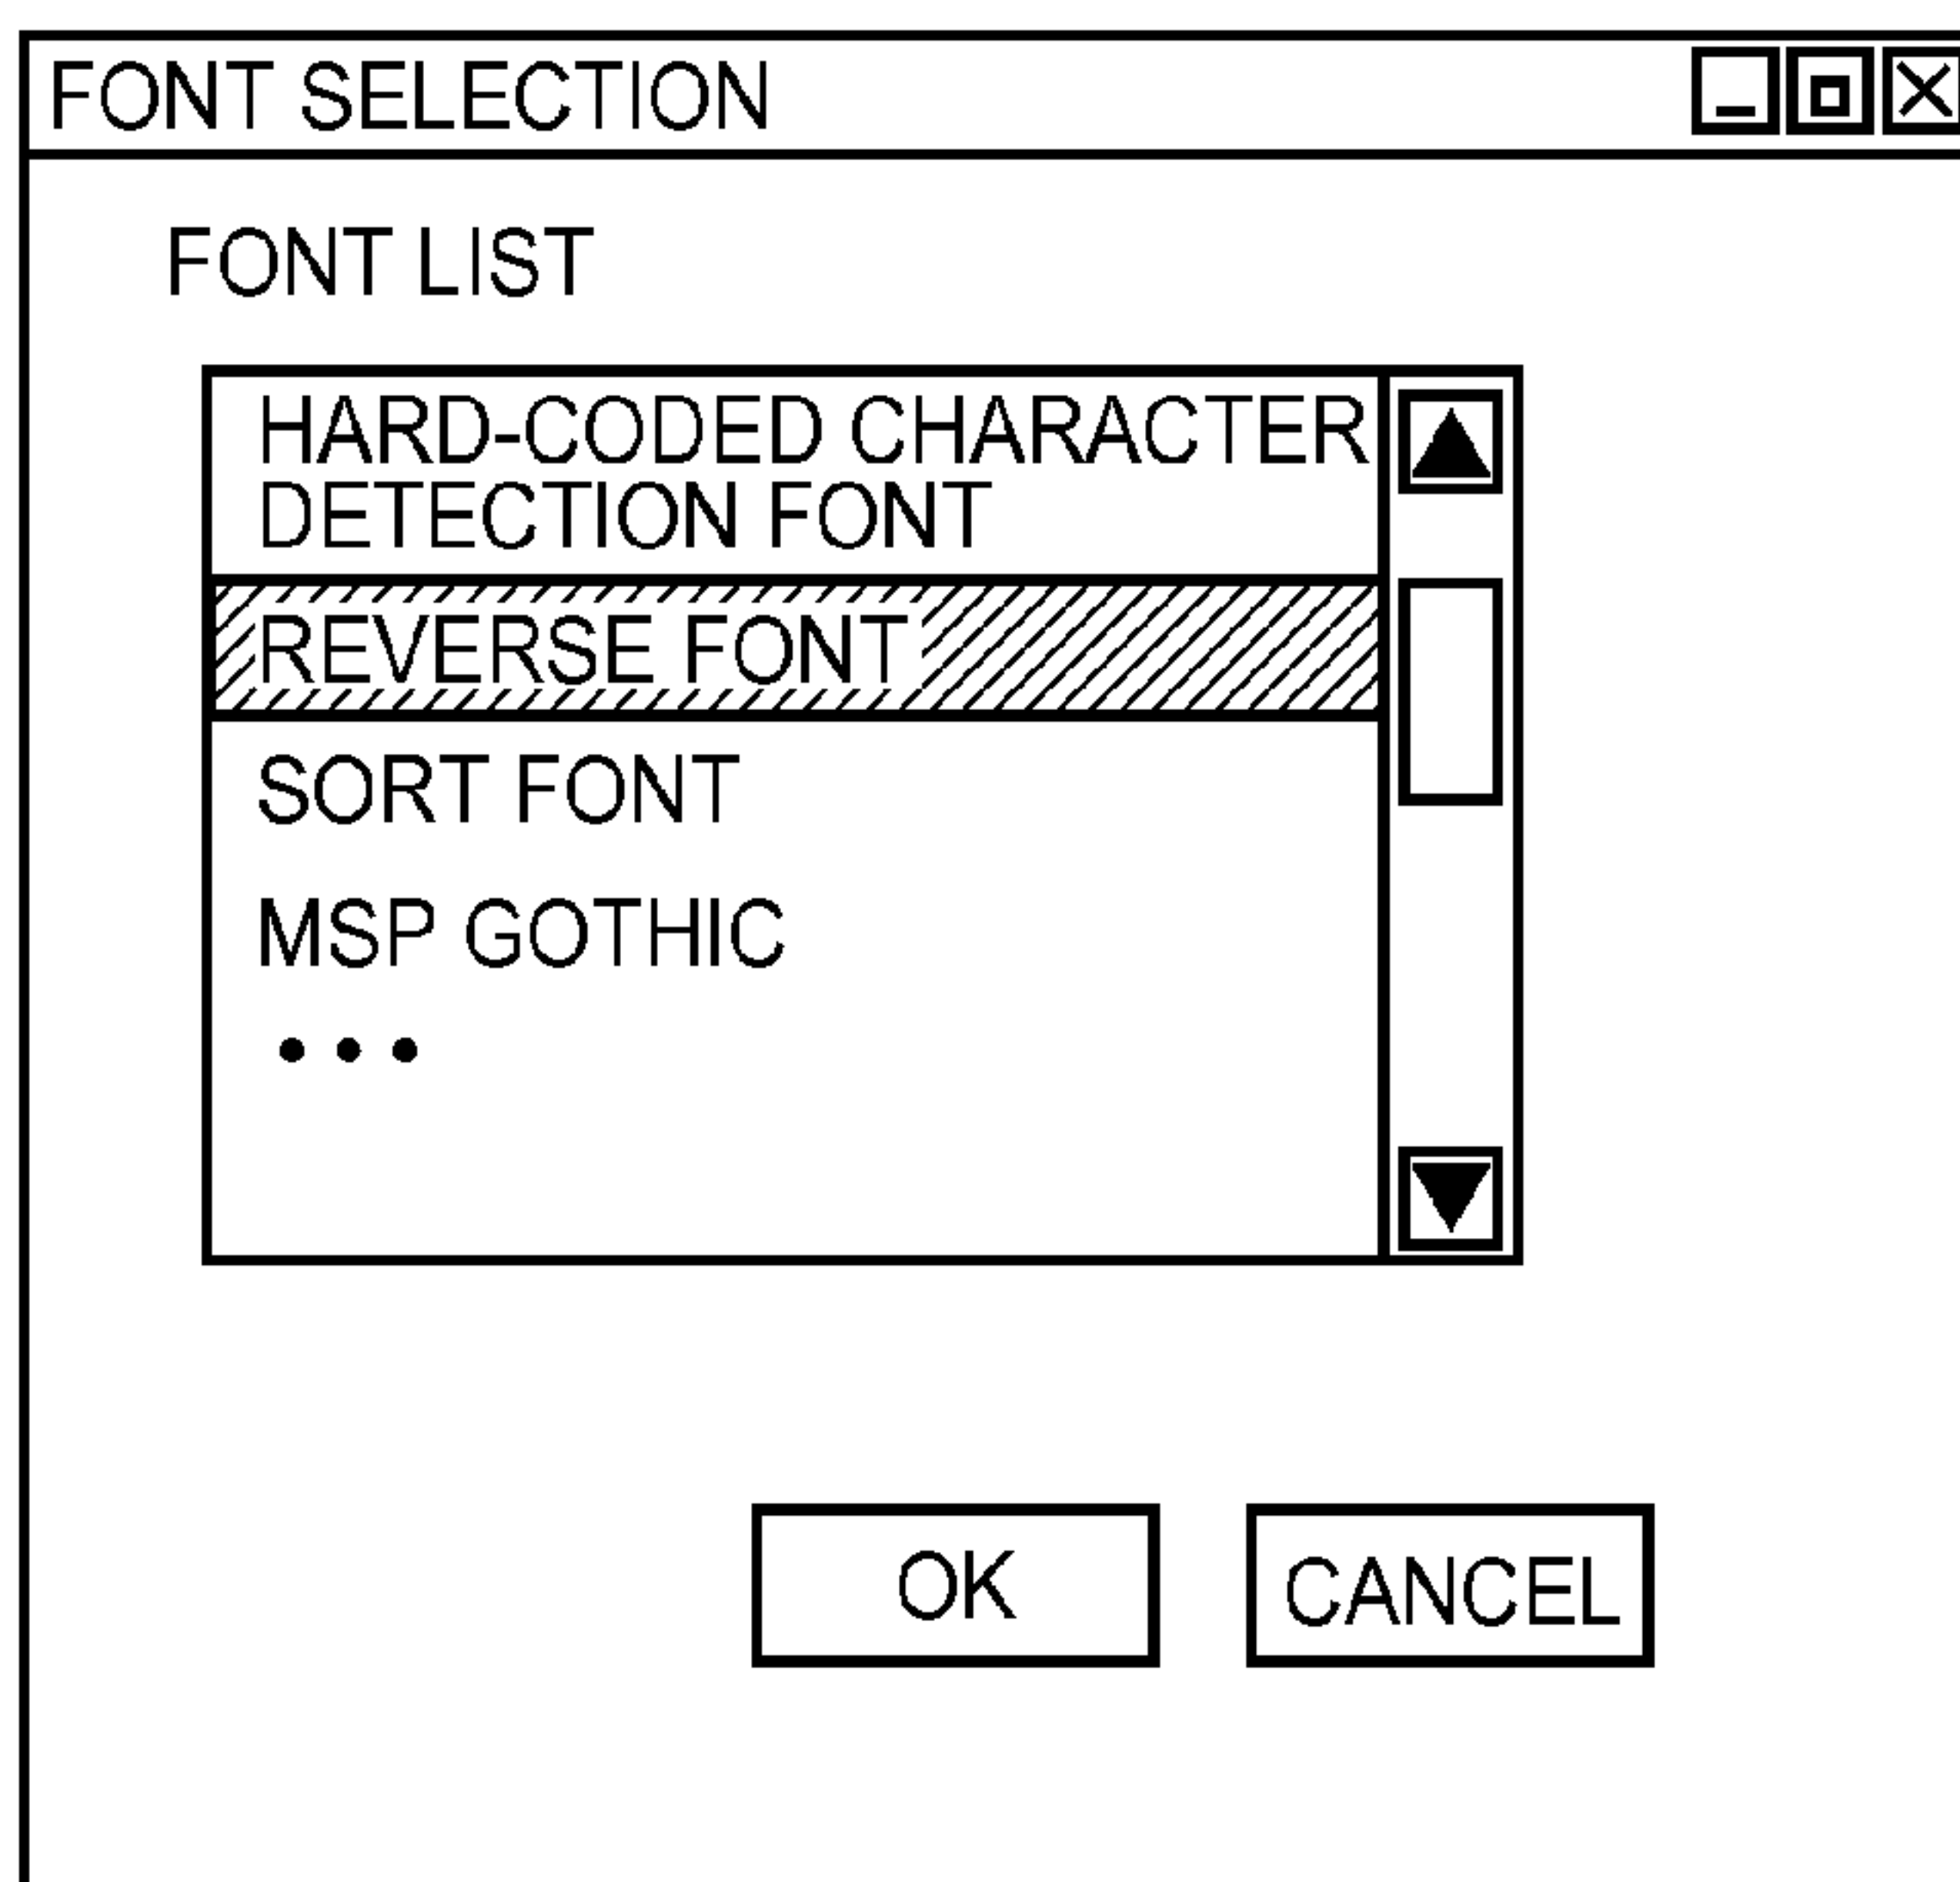 FONT SELECTION
FONT LIST
HARD-CODED CHARACTER
DETECTION FONT
REVERSE FONT
SORT FONT
MSP GOTHIC
•••
OK
CANCEL